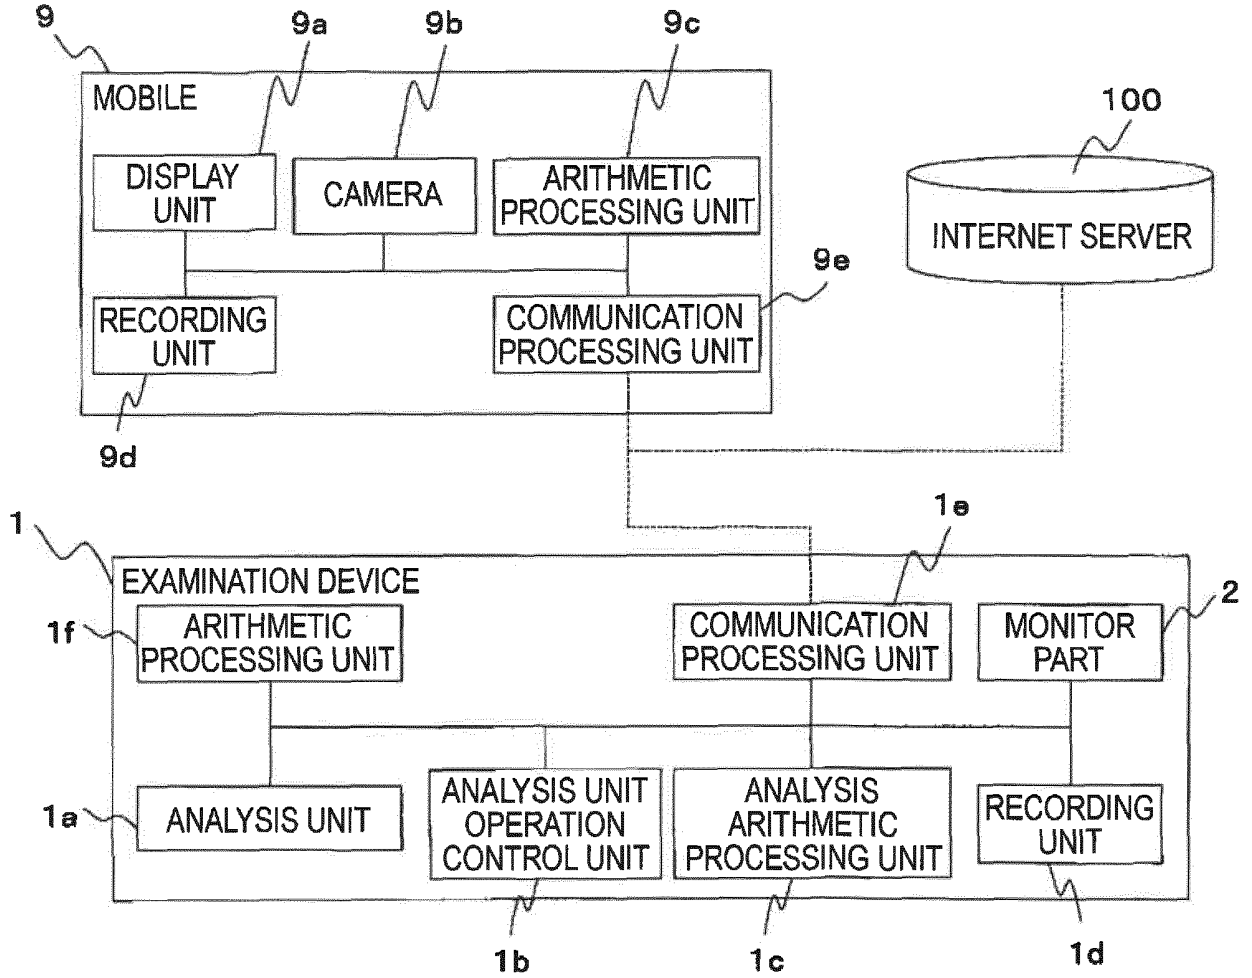 9
9a
9b
9c
MOBILE
100
DISPLAY
UNIT
CAMERA
ARITHMETIC
PROCESSING UNIT
INTERNET SERVER
9e
RECORDING
UNIT
COMMUNICATION
PROCESSING UNIT
9d
1
1e
EXAMINATION DEVICE
2
1f
ARITHMETIC
PROCESSING UNIT
COMMUNICATION
PROCESSING UNIT
MONITOR
PART
1a
ANALYSIS UNIT
ANALYSIS UNIT
OPERATION
CONTROL UNIT
ANALYSIS
ARITHMETIC
PROCESSING UNIT
RECORDING
UNIT
1b
1c
1d